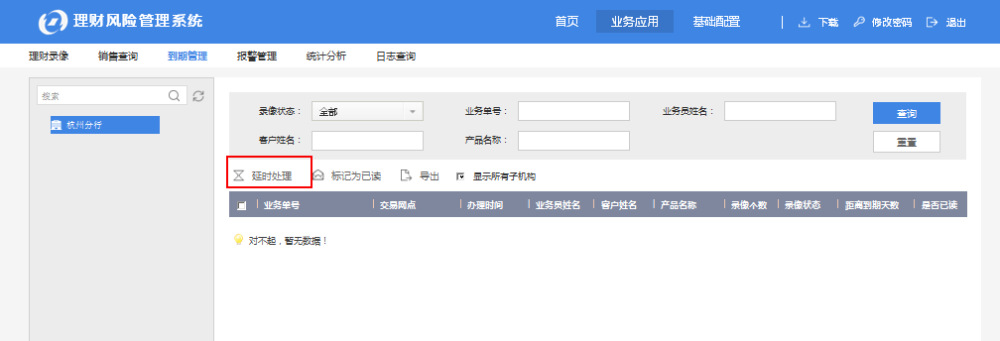 理财风险管理系统 首页 业务应用 基础配置 下载 修改密码 退出
理财录像 销售查询 到期管理 报警管理 统计分析 日志查询
搜索
杭州分行
录像状态： 全部 业务单号： 业务员姓名： 查询
客户姓名： 产品名称： 重置
延时处理 标记为已读 导出 显示所有子机构
业务单号 交易网点 办理时间 业务员姓名 客户姓名 产品名称 录像个数 录像状态 距离到期天数 是否已读
对不起，暂无数据！